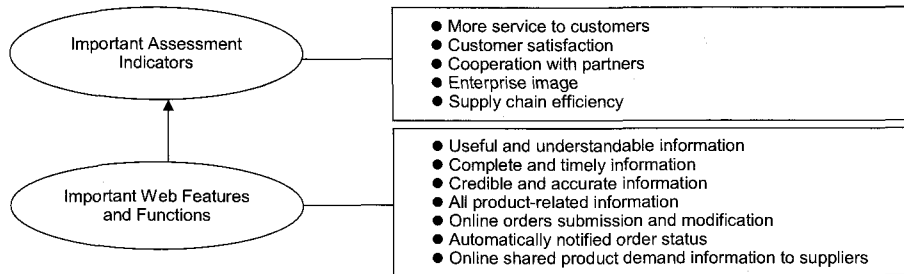 Important Assessment
Indicators
● More service to customers
● Customer satisfaction
● Cooperation with partners
● Enterprise image
● Supply chain efficiency
Important Web Features
and Functions
● Useful and understandable information
● Complete and timely information
● Credible and accurate information
● All product-related information
● Online orders submission and modification
● Automatically notified order status
● Online shared product demand information to suppliers